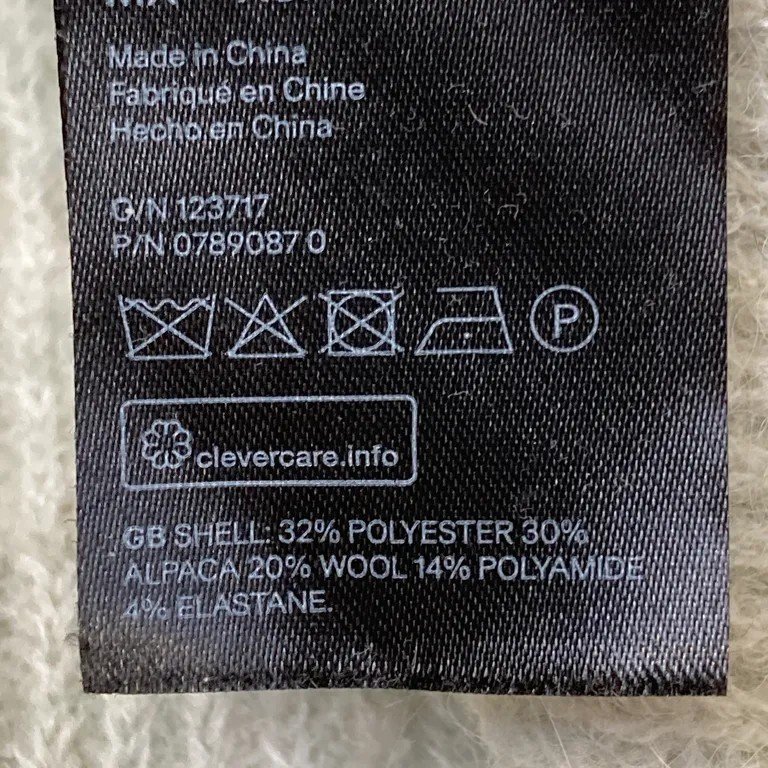 Made in China
Fabriqué en Chine
Hecho en China
O/N 123717
P/N 0789087 0
P
clevercare.info
GB SHELL: 32% POLYESTER 30%
ALPACA 20% WOOL 14% POLYAMIDE
4% ELASTANE.